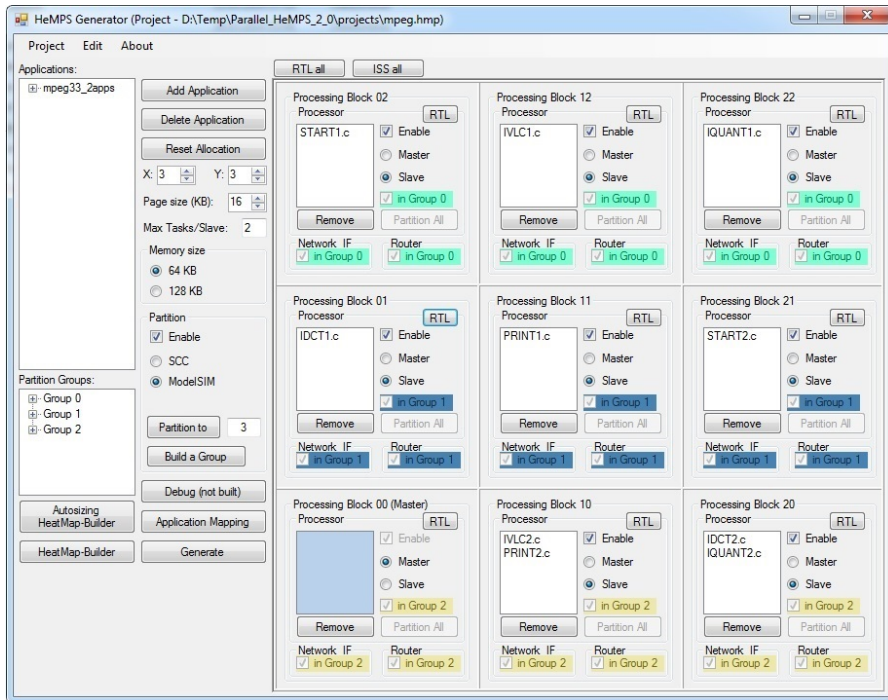 HeMPS Generator (Project - D:\Temp\Parallel_HeMPS_2_0\projects\mpeg.hmp)
Project Edit About
Applications:
mpeg33_2apps
Add Application
Delete Application
Reset Allocation
X: 3 Y: 3
Page size (KB): 16
Max Tasks/Slave: 2
Memory size
64 KB
128 KB
Partition
Enable
SCC
ModelSIM
Partition to 3
Build a Group
Partition Groups:
Group 0
Group 1
Group 2
Autosizing
HeatMap-Builder
HeatMap-Builder
Debug (not built)
Application Mapping
Generate
RTL all ISS all
Processing Block 02
Processor RTL
START1.c
Enable
Master
Slave
in Group 0
Remove Partition All
Network IF Router
in Group 0 in Group 0
Processing Block 12
Processor RTL
IVLC1.c
Enable
Master
Slave
in Group 0
Remove Partition All
Network IF Router
in Group 0 in Group 0
Processing Block 22
Processor RTL
IQUANT1.c
Enable
Master
Slave
in Group 0
Remove Partition All
Network IF Router
in Group 0 in Group 0
Processing Block 01
Processor RTL
IDCT1.c
Enable
Master
Slave
in Group 1
Remove Partition All
Network IF Router
in Group 1 in Group 1
Processing Block 11
Processor RTL
PRINT1.c
Enable
Master
Slave
in Group 1
Remove Partition All
Network IF Router
in Group 1 in Group 1
Processing Block 21
Processor RTL
START2.c
Enable
Master
Slave
in Group 1
Remove Partition All
Network IF Router
in Group 1 in Group 1
Processing Block 00 (Master)
Processor RTL
Enable
Master
Slave
in Group 2
Remove Partition All
Network IF Router
in Group 2 in Group 2
Processing Block 10
Processor RTL
IVLC2.c
PRINT2.c
Enable
Master
Slave
in Group 2
Remove Partition All
Network IF Router
in Group 2 in Group 2
Processing Block 20
Processor RTL
IDCT2.c
IQUANT2.c
Enable
Master
Slave
in Group 2
Remove Partition All
Network IF Router
in Group 2 in Group 2